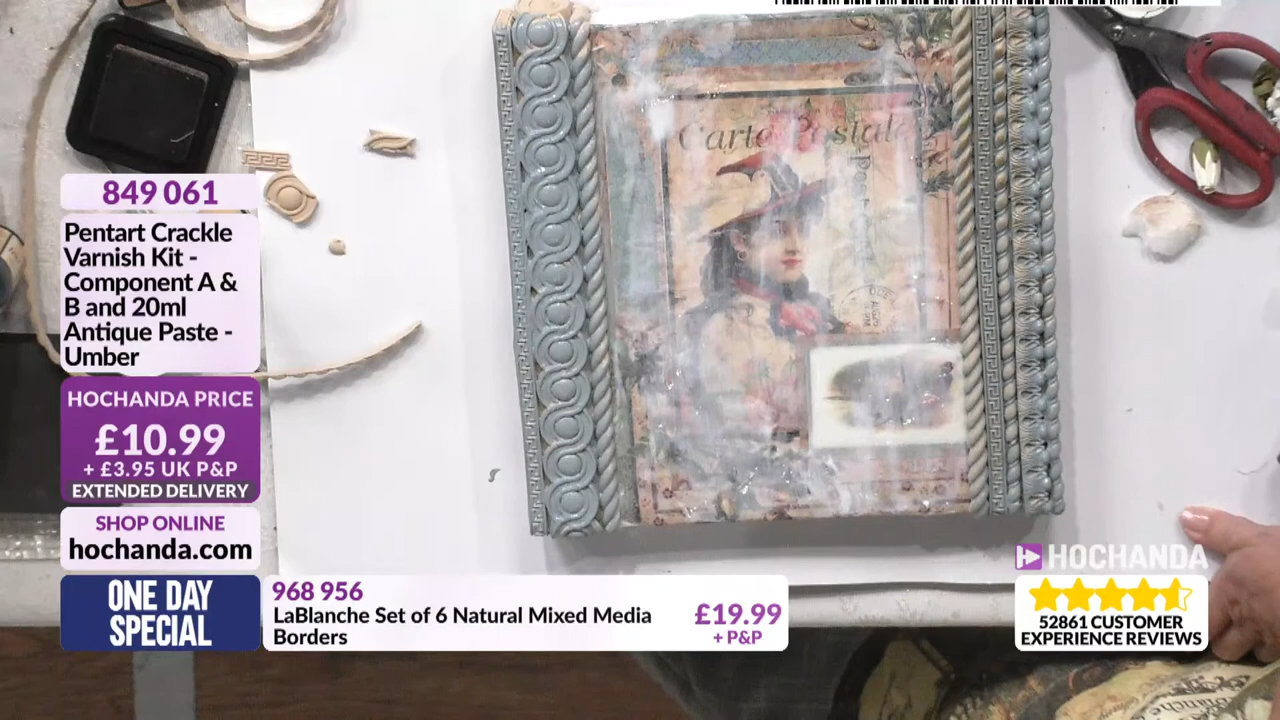 849 061
Pentart Crackle
Varnish Kit -
Component A &
B and 20ml
Antique Paste -
Umber
HOCHANDA PRICE
£10.99
+ £3.95 UK P&P
EXTENDED DELIVERY
SHOP ONLINE
hochanda.com
ONE DAY
SPECIAL
968 956
LaBlanche Set of 6 Natural Mixed Media
Borders
£19.99
+ P&P
Carte Postale
HOCHANDA
52861 CUSTOMER
EXPERIENCE REVIEWS